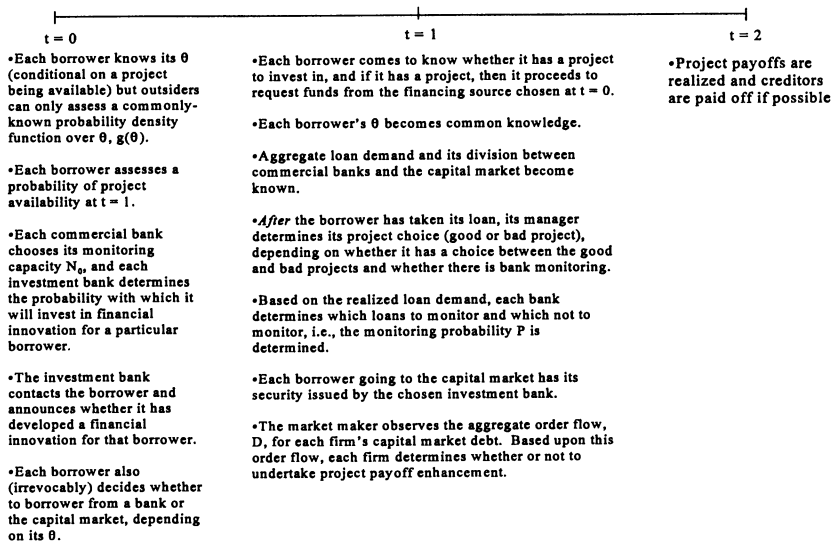 t = 0
•Each borrower knows its θ
(conditional on a project
being available) but outsiders
can only assess a commonly-
known probability density
function over θ, g(θ).
•Each borrower assesses a
probability of project
availability at t = 1.
•Each commercial bank
chooses its monitoring
capacity N₀, and each
investment bank determines
the probability with which it
will invest in financial
innovation for a particular
borrower.
•The investment bank
contacts the borrower and
announces whether it has
developed a financial
innovation for that borrower.
•Each borrower also
(irrevocably) decides whether
to borrower from a bank or
the capital market, depending
on its θ.
t = 1
•Each borrower comes to know whether it has a project
to invest in, and if it has a project, then it proceeds to
request funds from the financing source chosen at t = 0.
•Each borrower's θ becomes common knowledge.
•Aggregate loan demand and its division between
commercial banks and the capital market become
known.
•After the borrower has taken its loan, its manager
determines its project choice (good or bad project),
depending on whether it has a choice between the good
and bad projects and whether there is bank monitoring.
•Based on the realized loan demand, each bank
determines which loans to monitor and which not to
monitor, i.e., the monitoring probability P is
determined.
•Each borrower going to the capital market has its
security issued by the chosen investment bank.
•The market maker observes the aggregate order flow,
D, for each firm's capital market debt. Based upon this
order flow, each firm determines whether or not to
undertake project payoff enhancement.
t = 2
•Project payoffs are
realized and creditors
are paid off if possible